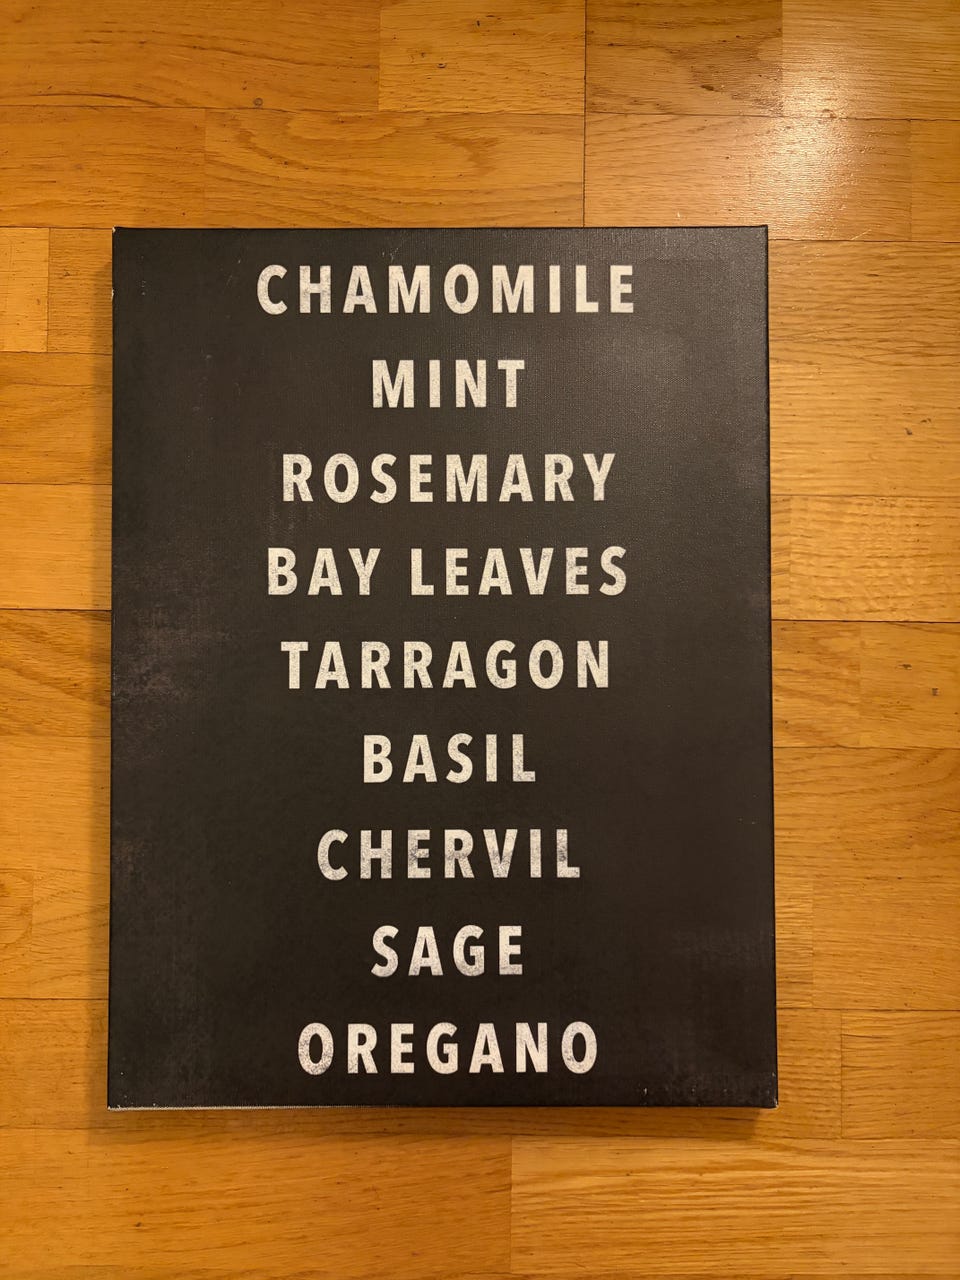 CHAMOMILE
MINT
ROSEMARY
BAY LEAVES
TARRAGON
BASIL
CHERVIL
SAGE
OREGANO